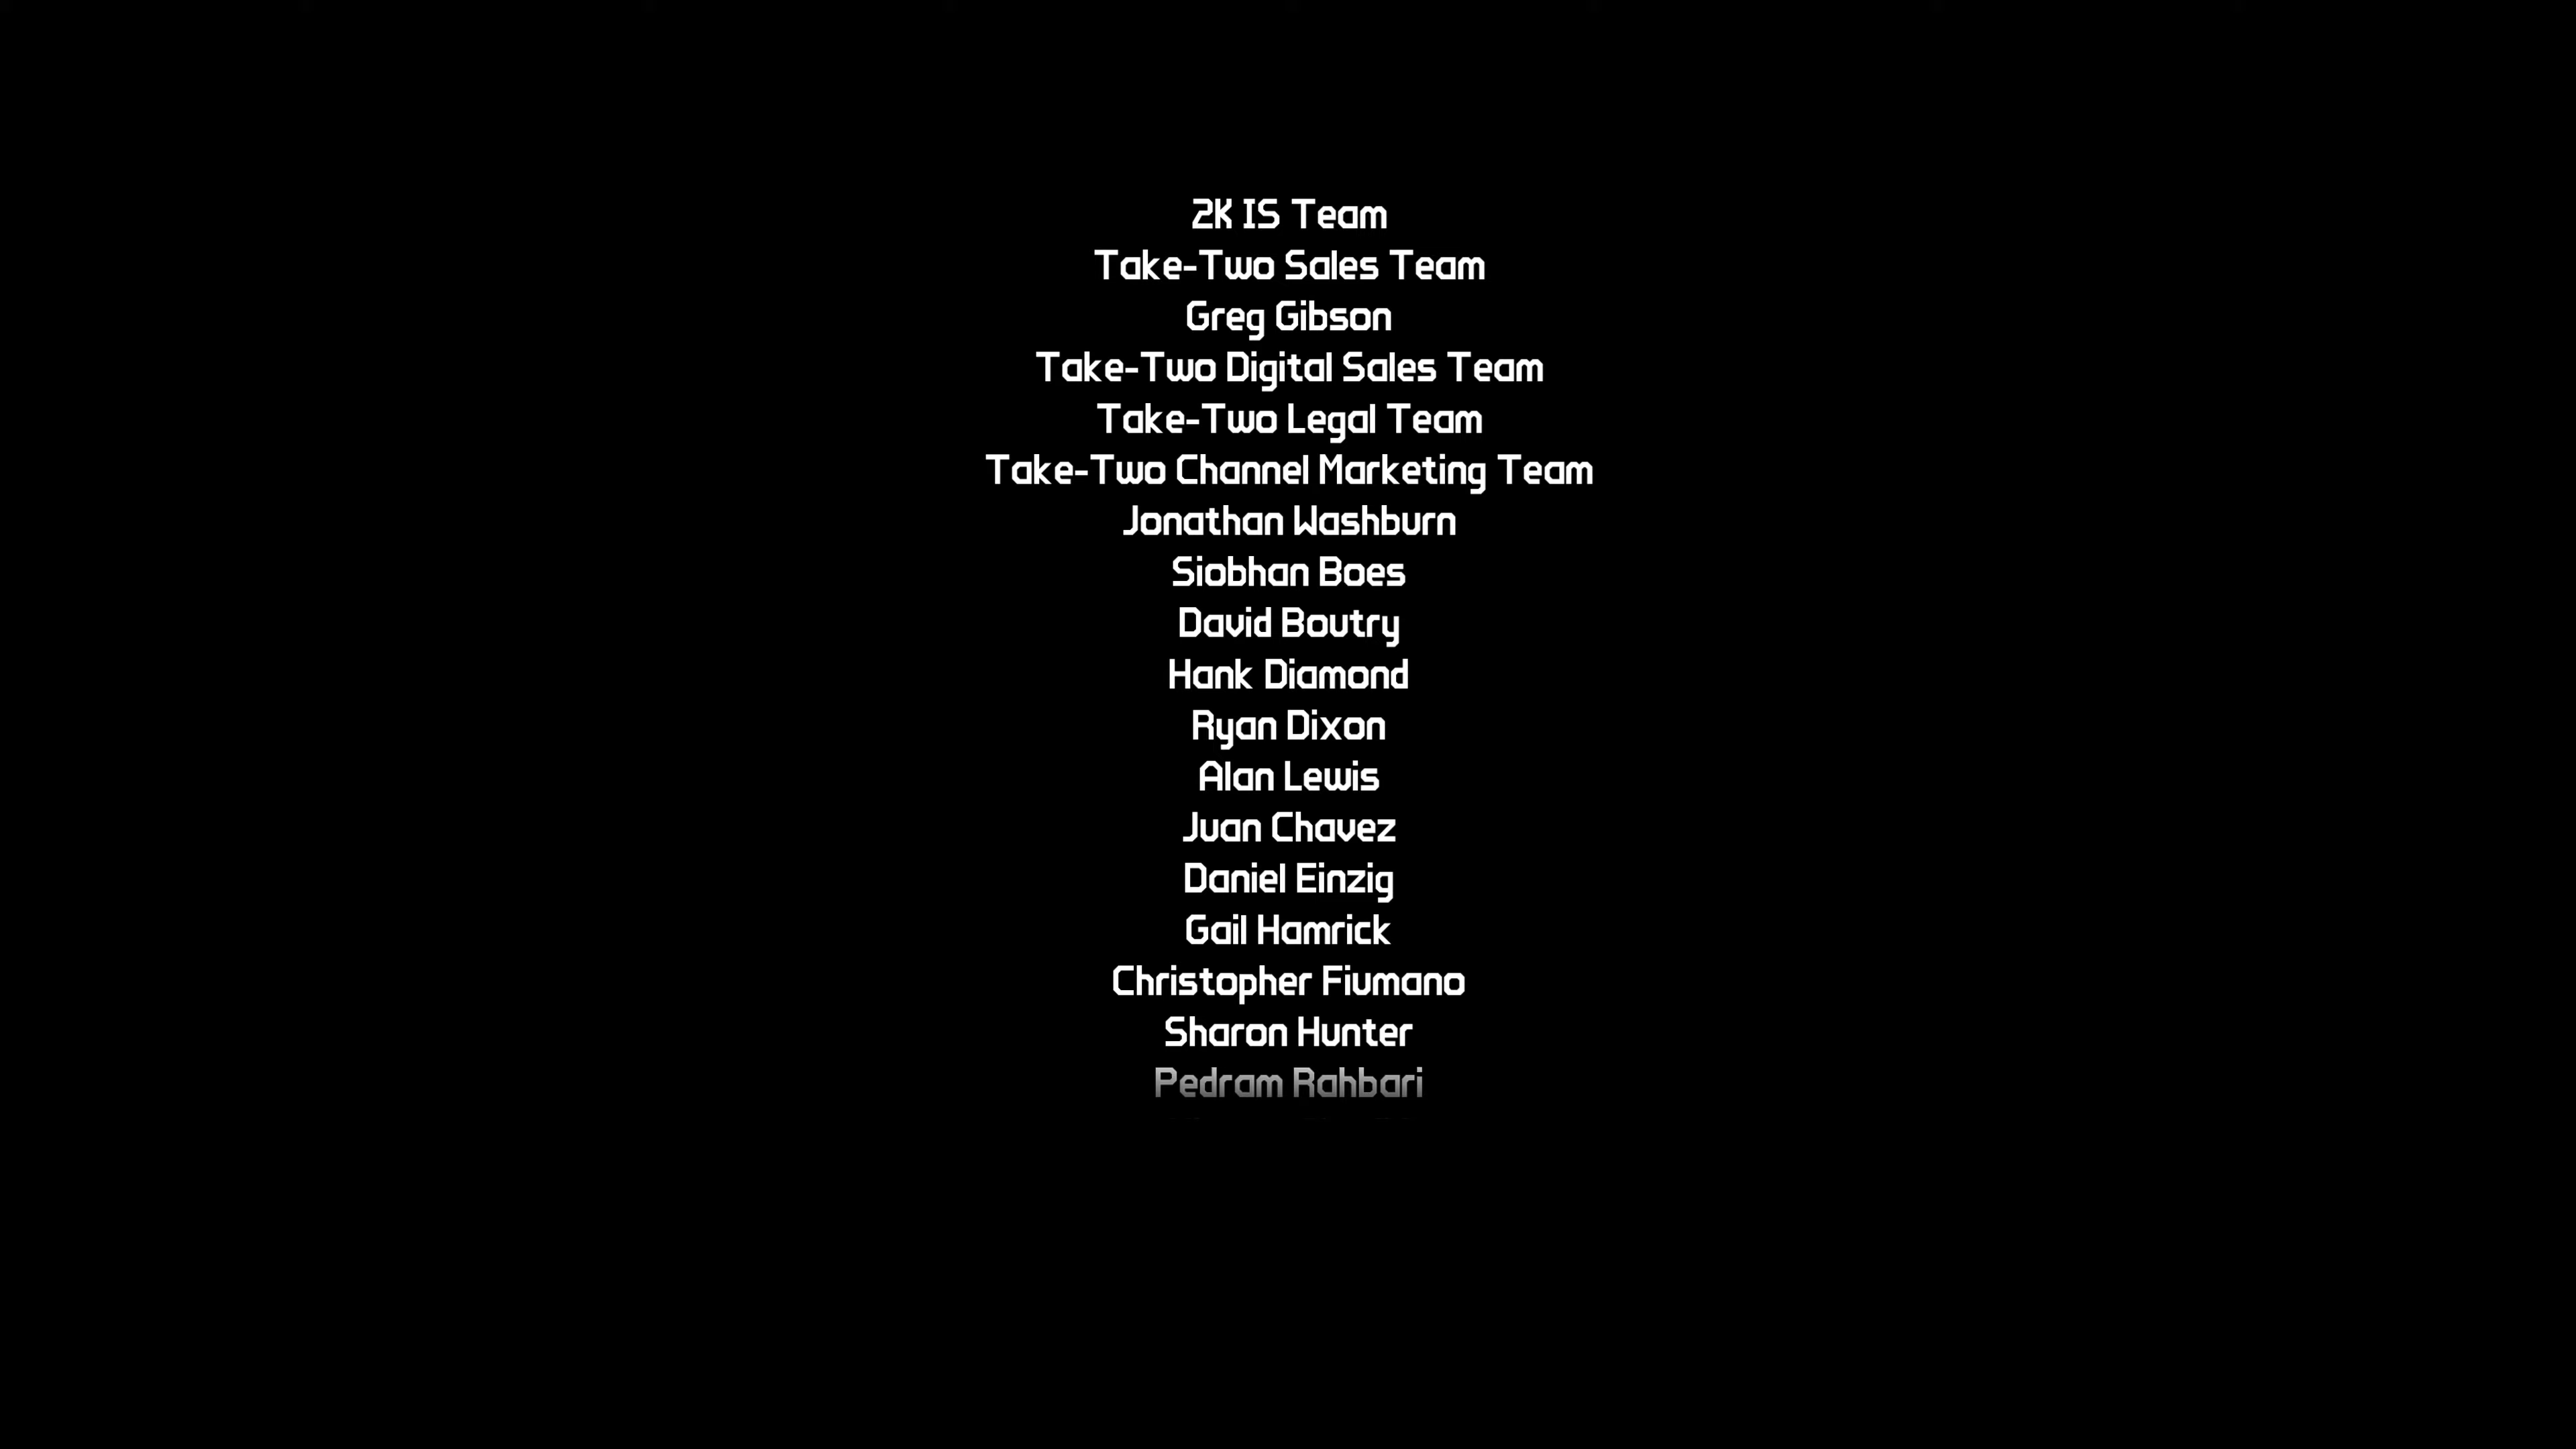 2K IS Team
Take-Two Sales Team
Greg Gibson
Take-Two Digital Sales Team
Take-Two Legal Team
Take-Two Channel Marketing Team
Jonathan Washburn
Siobhan Boes
David Boutry
Hank Diamond
Ryan Dixon
Alan Lewis
Juan Chavez
Daniel Einzig
Gail Hamrick
Christopher Fiumano
Sharon Hunter
Pedram Rahbari